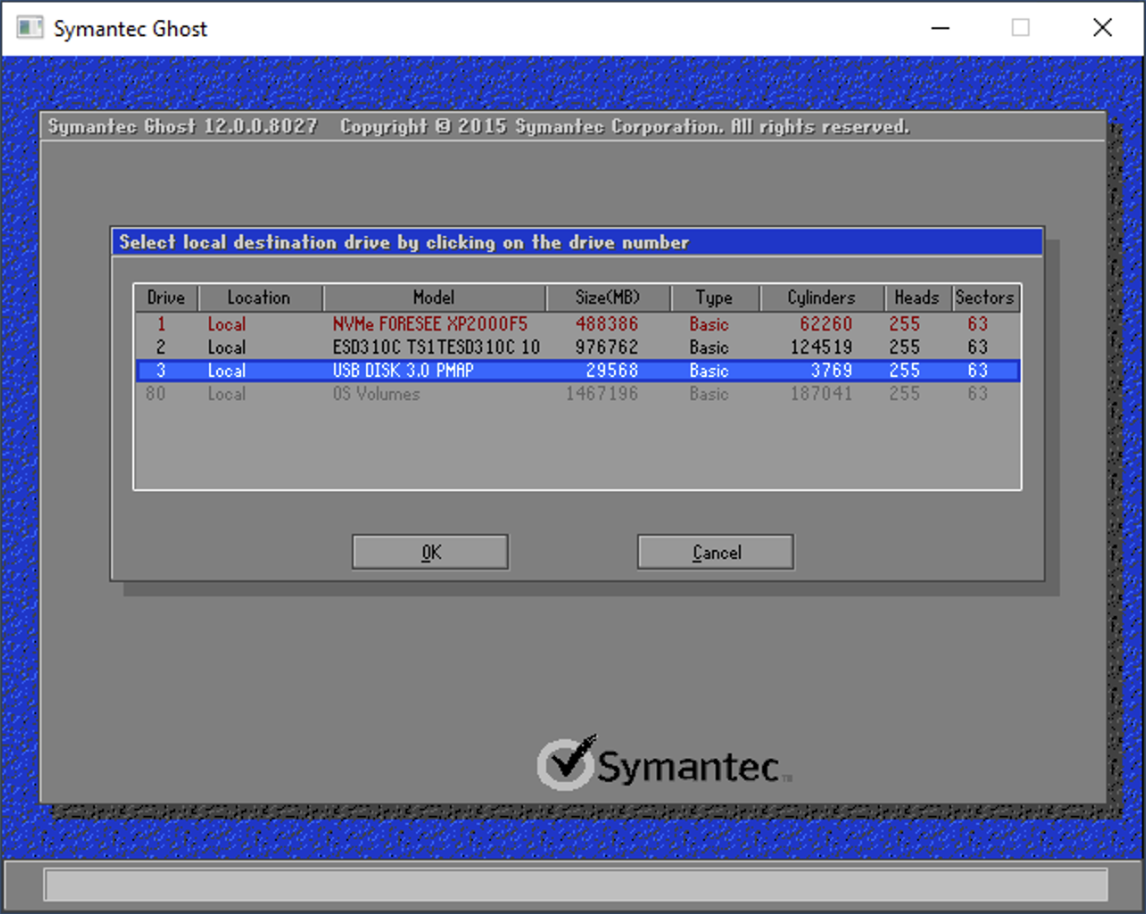 Symantec Ghost
Symantec Ghost 12.0.0.8027 Copyright © 2015 Symantec Corporation. All rights reserved.
Select local destination drive by clicking on the drive number
Drive Location Model Size(MB) Type Cylinders Heads Sectors
1 Local NVMe FORESEE XP2000F5 488386 Basic 62260 255 63
2 Local ESD310C TS1TESD310C 10 976762 Basic 124519 255 63
3 Local USB DISK 3.0 PMAP 29568 Basic 3769 255 63
80 Local OS Volumes 1467196 Basic 187041 255 63
OK Cancel
Symantec™